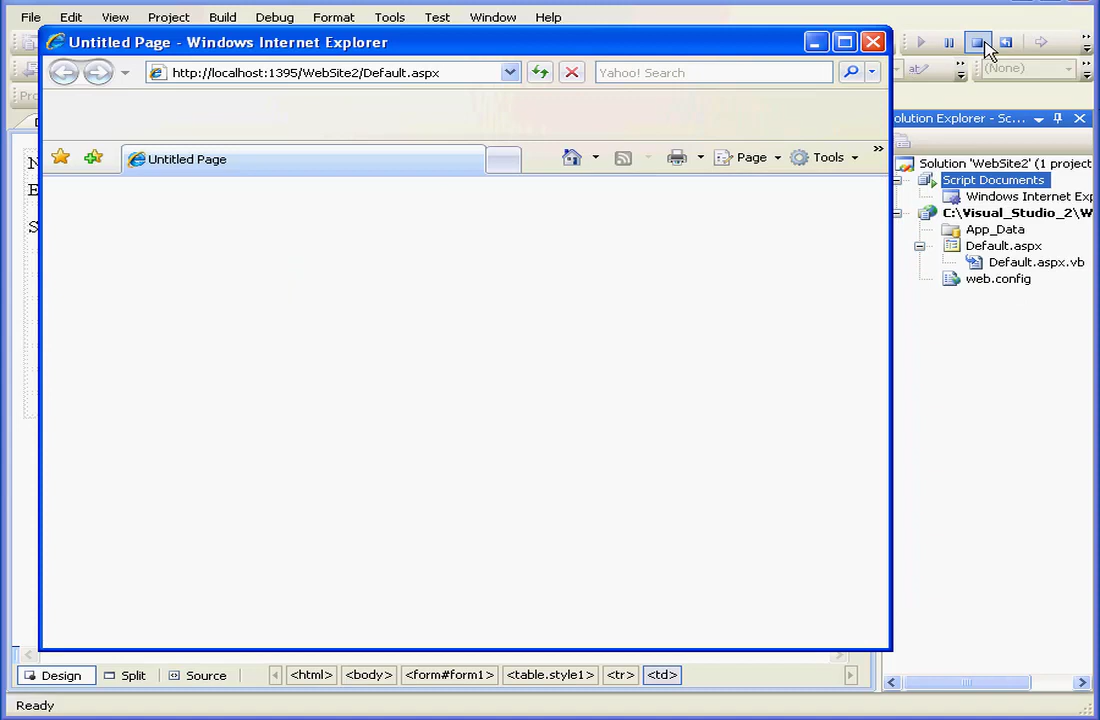 File Edit View Project Build Debug Format Tools Test Window Help
Untitled Page - Windows Internet Explorer
http://localhost:1395/WebSite2/Default.aspx
Yahoo! Search
(None)
Untitled Page
Page
Tools
olution Explorer - Sc...
Solution 'WebSite2' (1 project
Script Documents
Windows Internet Exp
C:\Visual_Studio_2\W
App_Data
Default.aspx
Default.aspx.vb
web.config
N
E
S
Design Split Source <html> <body> <form#form1> <table.style1> <tr> <td>
Ready